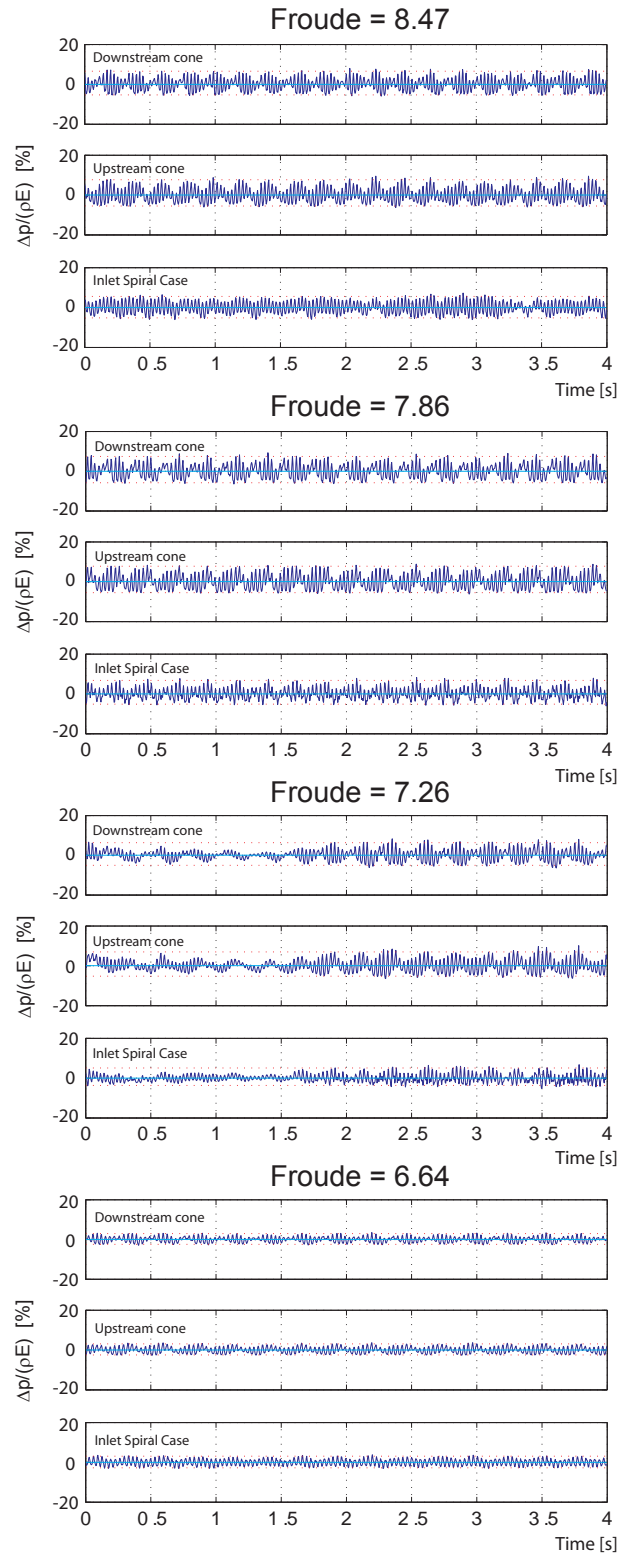 Froude = 8.47
Δp/(ρE) [%]
20
0
-20
Downstream cone
20
0
-20
Upstream cone
20
0
-20
Inlet Spiral Case
0 0.5 1 1.5 2 2.5 3 3.5 4
Time [s]
Froude = 7.86
Δp/(ρE) [%]
20
0
-20
Downstream cone
20
0
-20
Upstream cone
20
0
-20
Inlet Spiral Case
0 0.5 1 1.5 2 2.5 3 3.5 4
Time [s]
Froude = 7.26
Δp/(ρE) [%]
20
0
-20
Downstream cone
20
0
-20
Upstream cone
20
0
-20
Inlet Spiral Case
0 0.5 1 1.5 2 2.5 3 3.5 4
Time [s]
Froude = 6.64
Δp/(ρE) [%]
20
0
-20
Downstream cone
20
0
-20
Upstream cone
20
0
-20
Inlet Spiral Case
0 0.5 1 1.5 2 2.5 3 3.5 4
Time [s]